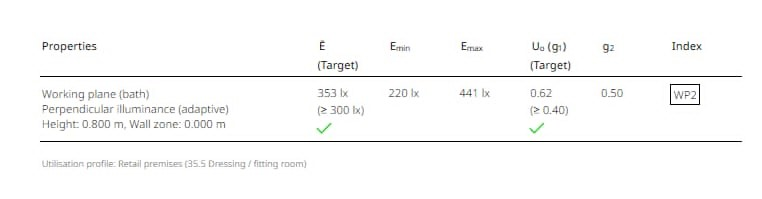 Properties Ē Emin Emax Uₒ (g₁) g₂ Index
(Target) (Target)
Working plane (bath) 353 lx 220 lx 441 lx 0.62 0.50 WP2
Perpendicular illuminance (adaptive) (≥ 300 lx) (≥ 0.40)
Height: 0.800 m, Wall zone: 0.000 m ✓ ✓
Utilisation profile: Retail premises (35.5 Dressing / fitting room)